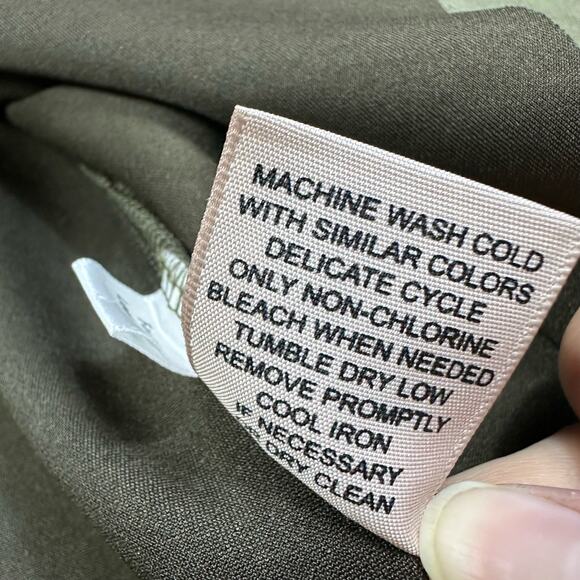 MACHINE WASH COLD
WITH SIMILAR COLORS
DELICATE CYCLE
ONLY NON-CHLORINE
BLEACH WHEN NEEDED
TUMBLE DRY LOW
REMOVE PROMPTLY
COOL IRON
IF NECESSARY
DRY CLEAN